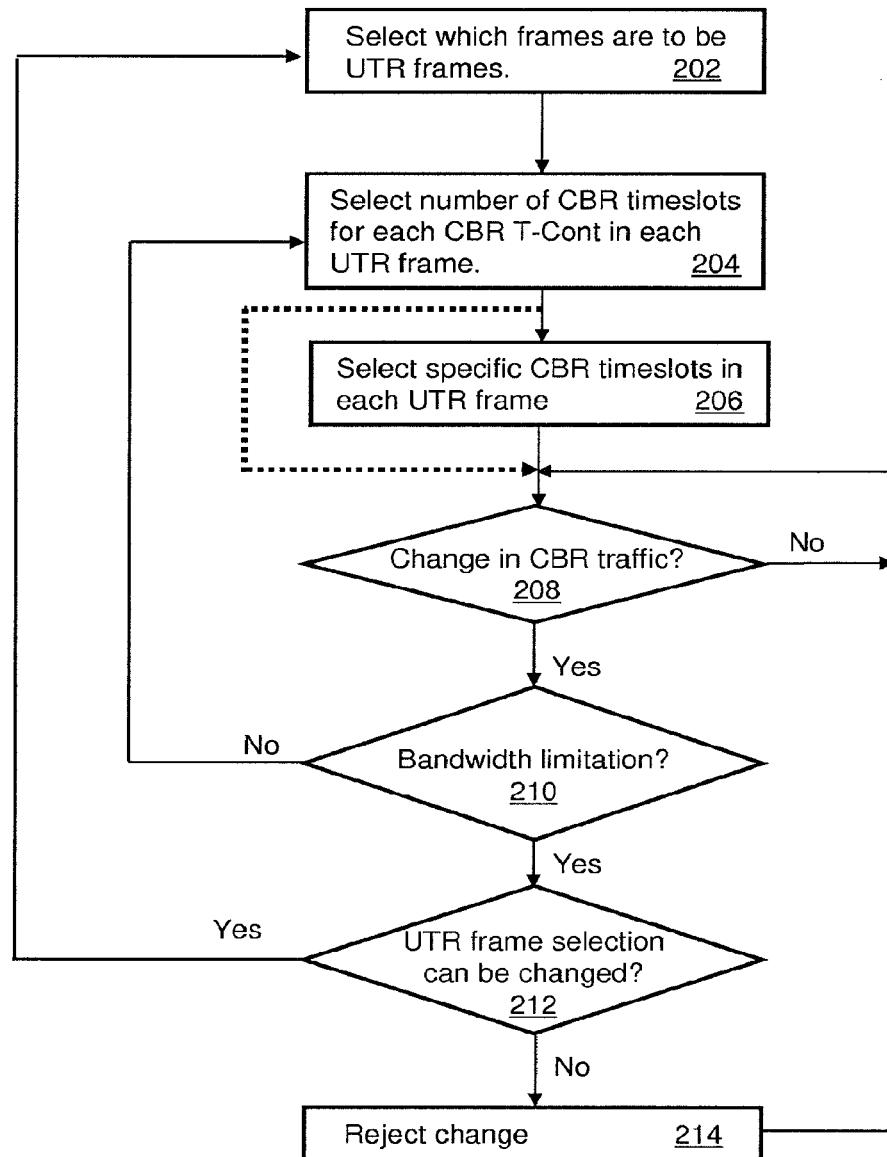 Select which frames are to be
UTR frames. 202
Select number of CBR timeslots
for each CBR T-Cont in each
UTR frame. 204
Select specific CBR timeslots in
each UTR frame 206
Change in CBR traffic?
208
No
Yes
Bandwidth limitation?
210
No
Yes
UTR frame selection
can be changed?
212
Yes
No
Reject change 214